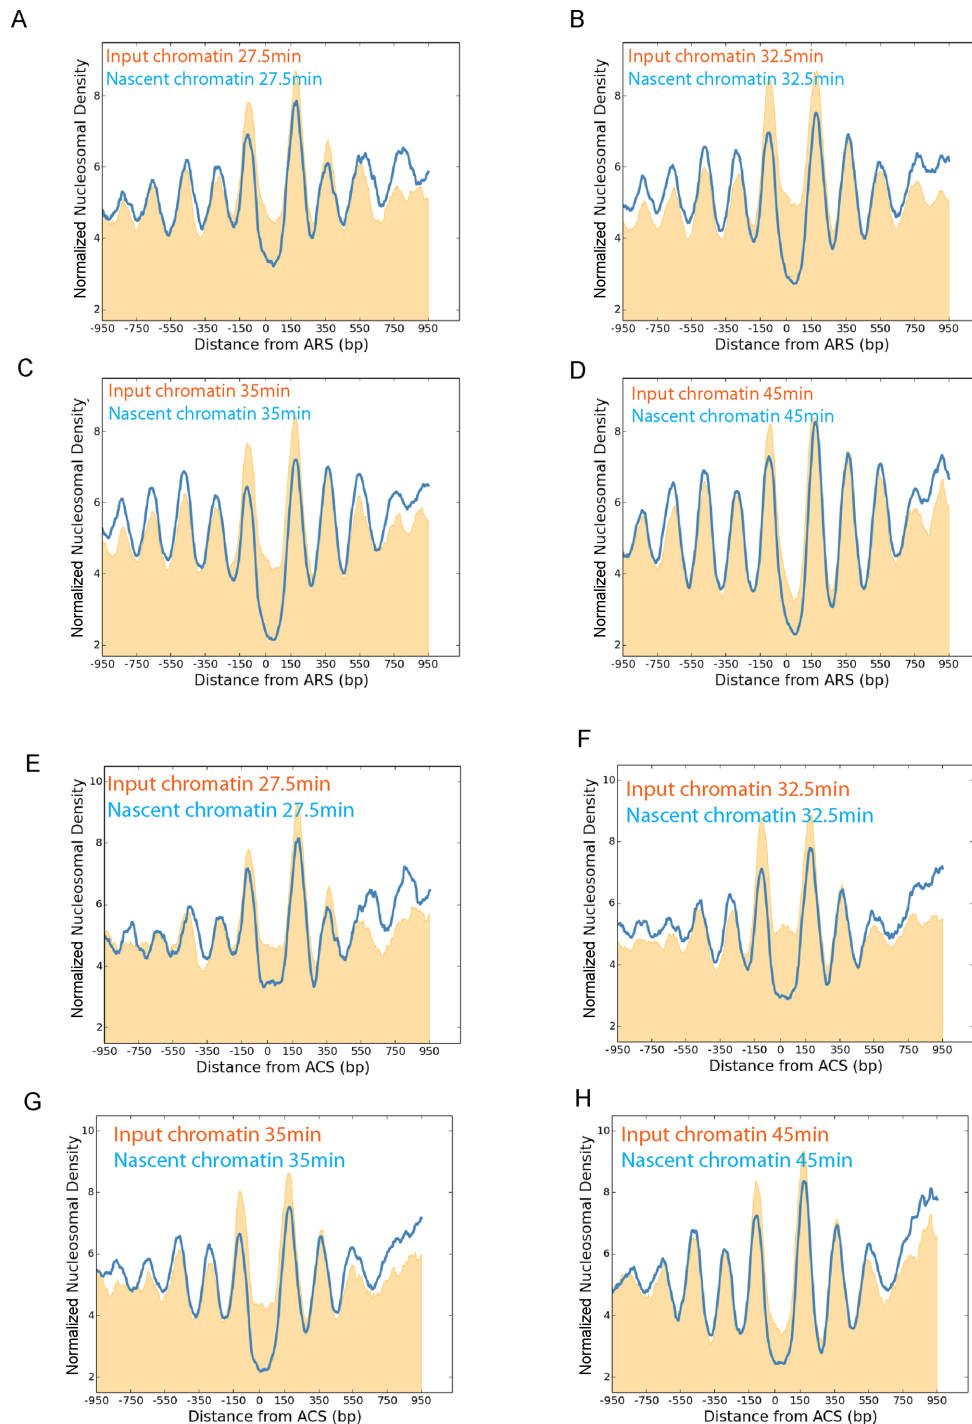 A
Input chromatin 27.5min
Nascent chromatin 27.5min
Normalized Nucleosomal Density
8
6
4
2
-950 -750 -550 -350 -150 0 150 350 550 750 950
Distance from ARS (bp)
B
Input chromatin 32.5min
Nascent chromatin 32.5min
Normalized Nucleosomal Density
8
6
4
2
-950 -750 -550 -350 -150 0 150 350 550 750 950
Distance from ARS (bp)
C
Input chromatin 35min
Nascent chromatin 35min
Normalized Nucleosomal Density
8
6
4
2
-950 -750 -550 -350 -150 0 150 350 550 750 950
Distance from ARS (bp)
D
Input chromatin 45min
Nascent chromatin 45min
Normalized Nucleosomal Density
8
6
4
2
-950 -750 -550 -350 -150 0 150 350 550 750 950
Distance from ARS (bp)
E
Input chromatin 27.5min
Nascent chromatin 27.5min
Normalized Nucleosomal Density
10
8
6
4
2
-950 -750 -550 -350 -150 0 150 350 550 750 950
Distance from ACS (bp)
F
Input chromatin 32.5min
Nascent chromatin 32.5min
Normalized Nucleosomal Density
10
8
6
4
2
-950 -750 -550 -350 -150 0 150 350 550 750 950
Distance from ACS (bp)
G
Input chromatin 35min
Nascent chromatin 35min
Normalized Nucleosomal Density
10
8
6
4
2
-950 -750 -550 -350 -150 0 150 350 550 750 950
Distance from ACS (bp)
H
Input chromatin 45min
Nascent chromatin 45min
Normalized Nucleosomal Density
10
8
6
4
2
-950 -750 -550 -350 -150 0 150 350 550 750 950
Distance from ACS (bp)